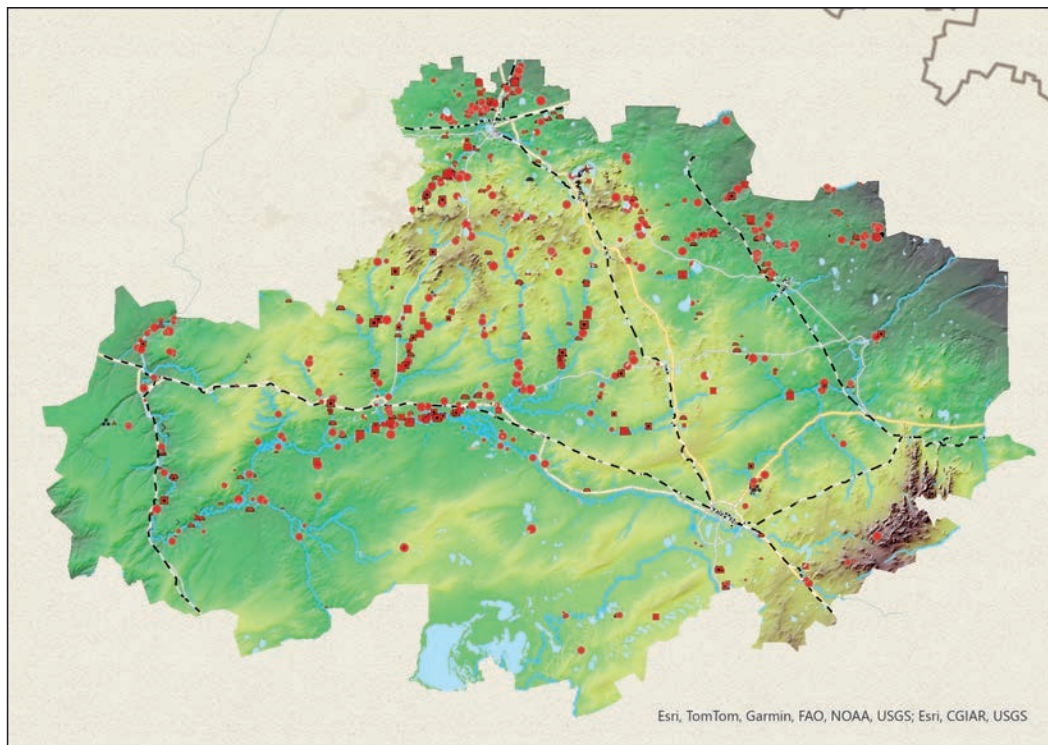 Esri, TomTom, Garmin, FAO, NOAA, USGS; Esri, CGIAR, USGS